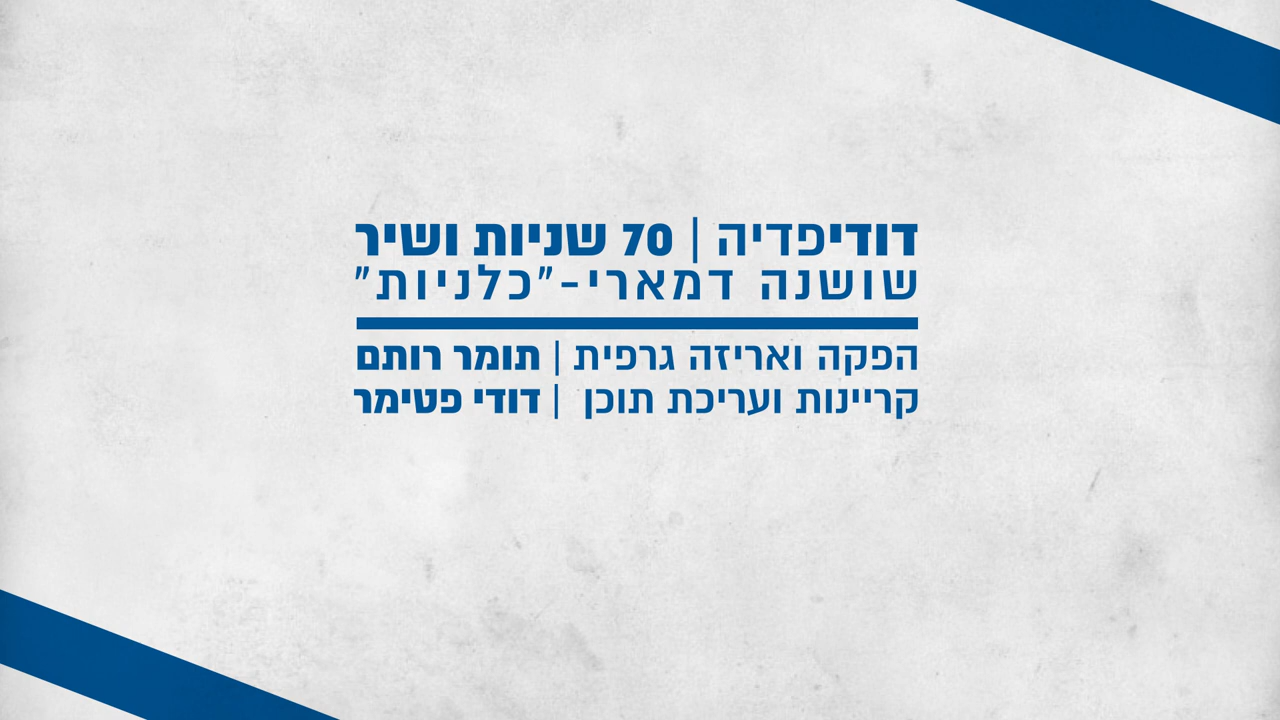 דודיפדיה | 70 שניות ושיר
שושנה דמארי-"כלניות"
הפקה ואריזה גרפית | תומר רותם
קריינות ועריכת תוכן | דודי פטימר